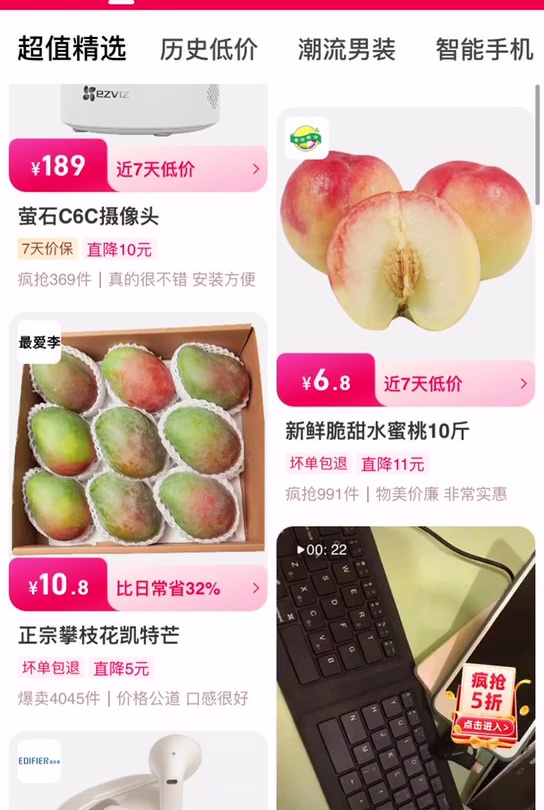 超值精选
历史低价
潮流男装
智能手机
ezviz
¥189
近7天低价
萤石C6C摄像头
7天价保
直降10元
疯抢369件 | 真的很不错 安装方便
最爱李
¥10.8
比日常省32%
正宗攀枝花凯特芒
坏单包退
直降5元
爆卖4045件 | 价格公道 口感很好
EDIFIER
¥6.8
近7天低价
新鲜脆甜水蜜桃10斤
坏单包退
直降11元
疯抢991件 | 物美价廉 非常实惠
00: 22
疯抢
5折
点击进入>